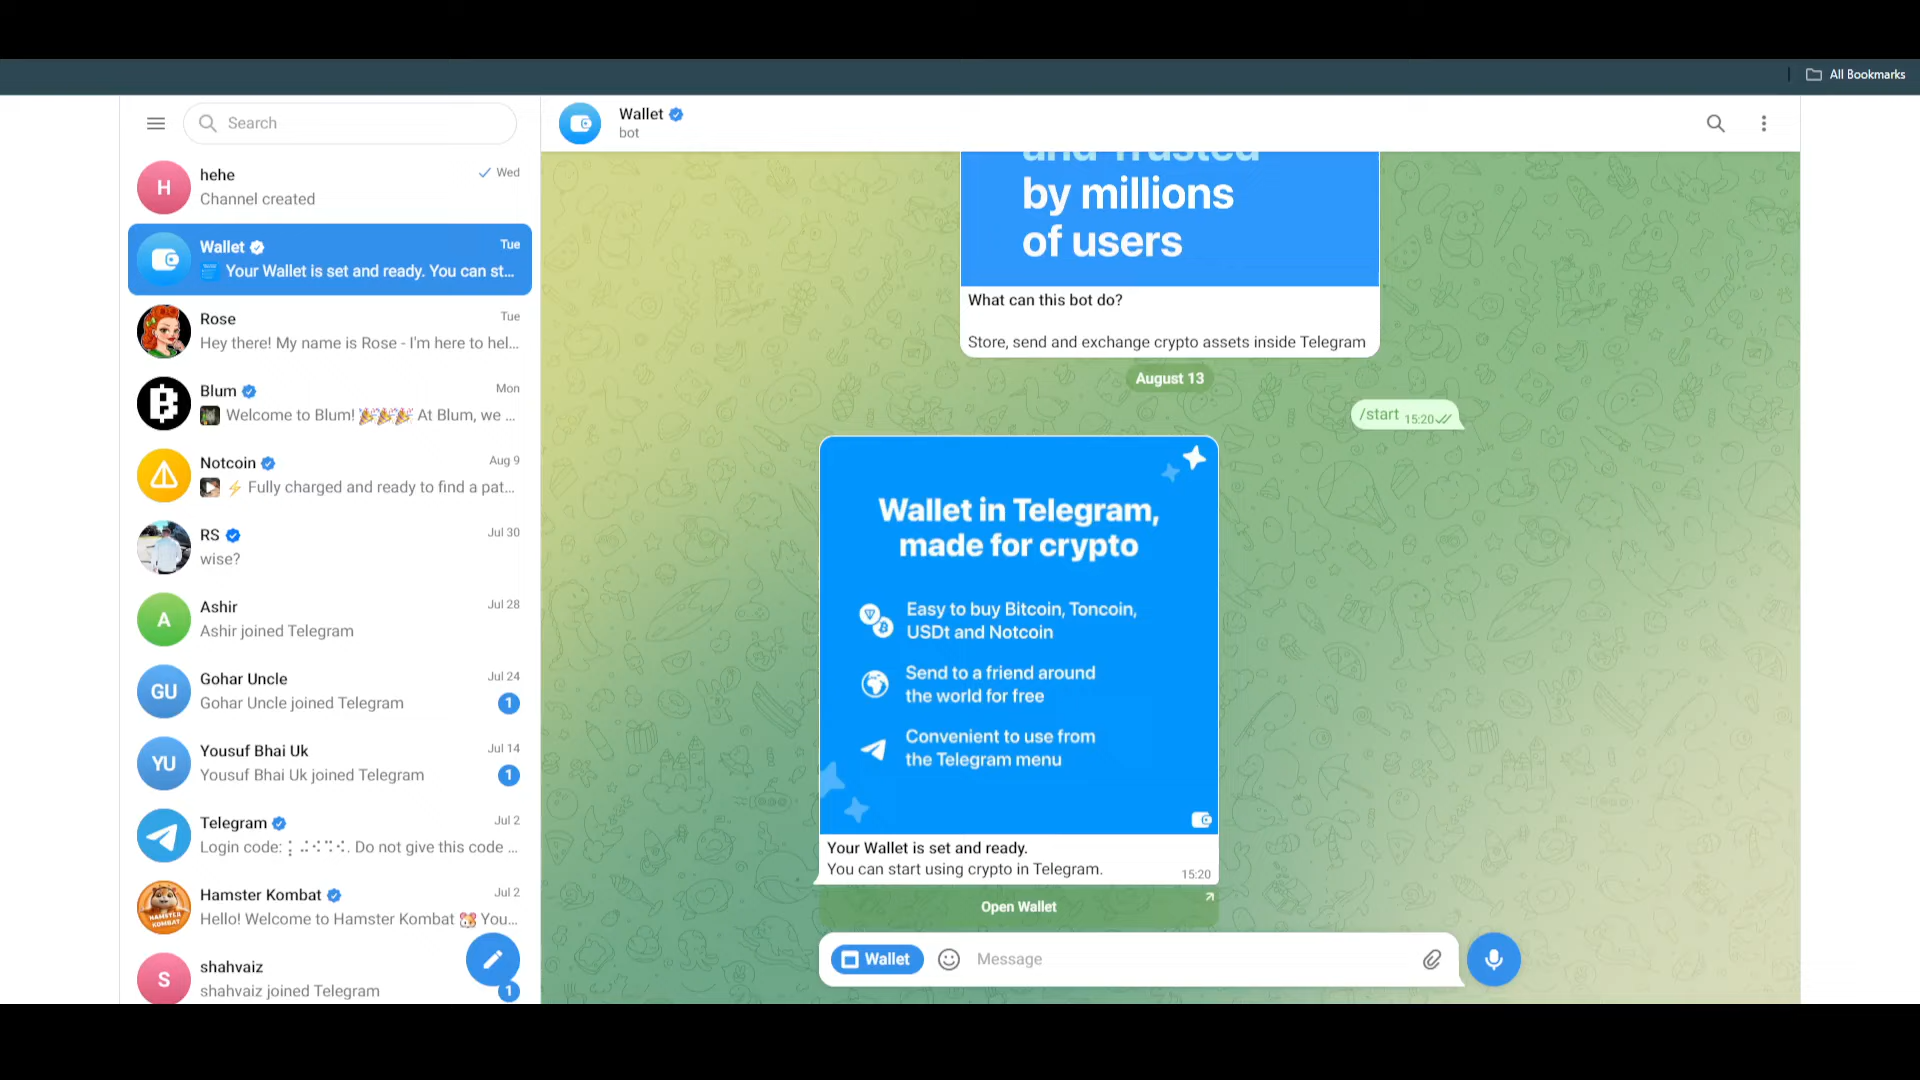 All Bookmarks
Search
H
hehe
Wed
Channel created
Wallet
Tue
Your Wallet is set and ready. You can st...
Rose
Tue
Hey there! My name is Rose - I'm here to hel...
Blum
Mon
Welcome to Blum! 🎉🎉🎉 At Blum, we ...
Notcoin
Aug 9
⚡ Fully charged and ready to find a pat...
RS
Jul 30
wise?
A
Ashir
Jul 28
Ashir joined Telegram
GU
Gohar Uncle
Jul 24
Gohar Uncle joined Telegram
1
YU
Yousuf Bhai Uk
Jul 14
Yousuf Bhai Uk joined Telegram
1
Telegram
Jul 2
Login code: . Do not give this code ...
HAMSTER
KOMBAT
Hamster Kombat
Jul 2
Hello! Welcome to Hamster Kombat 🐹 You...
S
shahvaiz
shahvaiz joined Telegram
1
Wallet
bot
and Trusted
by millions
of users
What can this bot do?
Store, send and exchange crypto assets inside Telegram
August 13
/start 15:20
Wallet in Telegram,
made for crypto
Easy to buy Bitcoin, Toncoin,
USDt and Notcoin
Send to a friend around
the world for free
Convenient to use from
the Telegram menu
Your Wallet is set and ready.
You can start using crypto in Telegram.
15:20
Open Wallet
Wallet
Message